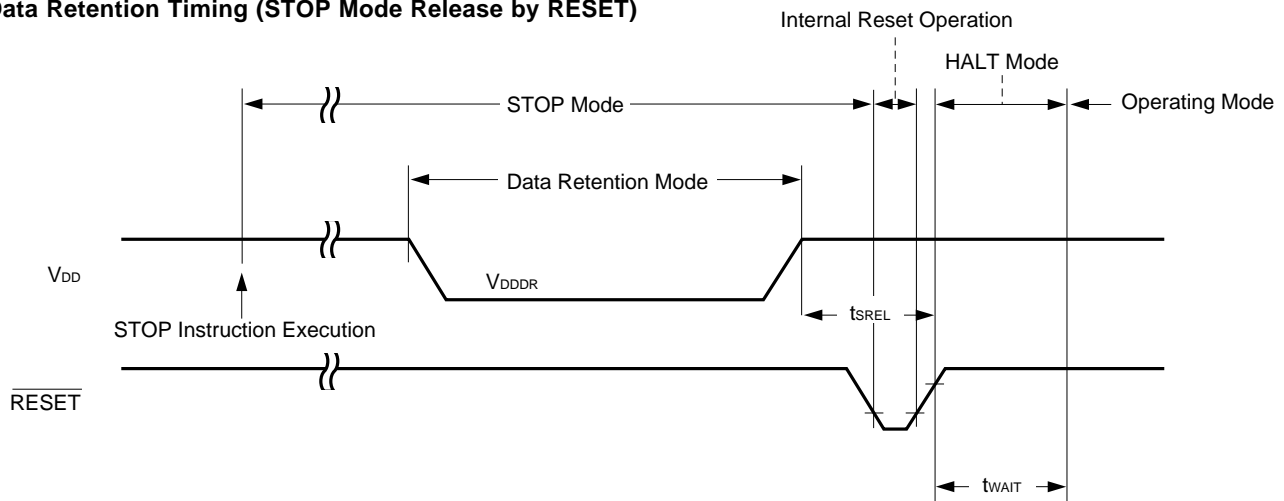 Data Retention Timing (STOP Mode Release by RESET)
Internal Reset Operation
HALT Mode
STOP Mode
Operating Mode
Data Retention Mode
VDD
VDDDR
STOP Instruction Execution
tSREL
RESET
tWAIT